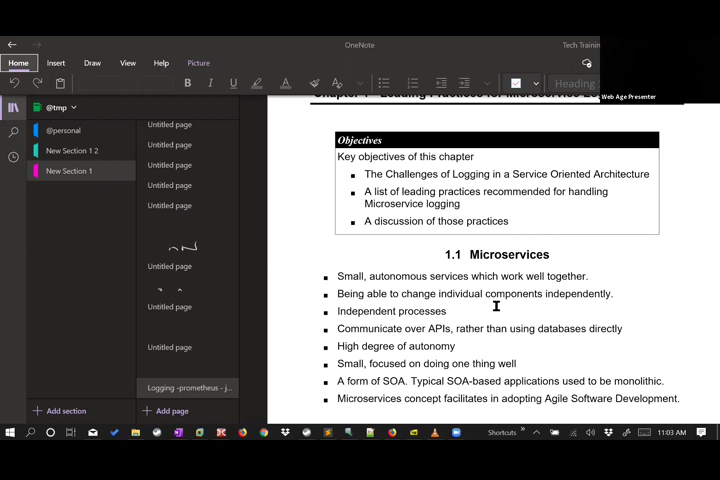 OneNote
Tech Trainin
Web Age Presenter
Home Insert Draw View Help Picture
B I U A A Heading
@tmp
@personal
New Section 1 2
New Section 1
Untitled page
Untitled page
Untitled page
Untitled page
Untitled page
Untitled page
Untitled page
Untitled page
Logging -prometheus - j...
Add section
Add page
Objectives
Key objectives of this chapter
The Challenges of Logging in a Service Oriented Architecture
A list of leading practices recommended for handling
Microservice logging
A discussion of those practices
1.1 Microservices
Small, autonomous services which work well together.
Being able to change individual components independently.
Independent processes
Communicate over APIs, rather than using databases directly
High degree of autonomy
Small, focused on doing one thing well
A form of SOA. Typical SOA-based applications used to be monolithic.
Microservices concept facilitates in adopting Agile Software Development.
Shortcuts
11:03 AM